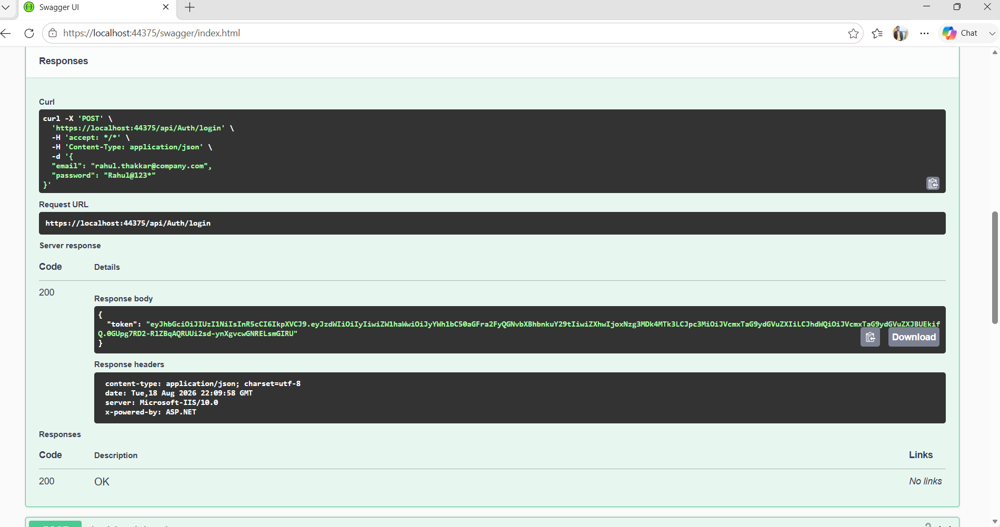 Swagger UI
https://localhost:44375/swagger/index.html
Chat
Responses
Curl
curl -X 'POST' \
'https://localhost:44375/api/Auth/login' \
-H 'accept: */*' \
-H 'Content-Type: application/json' \
-d '{
"email": "rahul.thakkar@company.com",
"password": "Rahul@123*"
}'
Request URL
https://localhost:44375/api/Auth/login
Server response
Code Details
200
Response body
{
"token": "eyJhbGciOiJIUzI1NiIsInR5cCI6IkpXVCJ9.eyJzdWIiOiIyIiwiZW1haWwiOiJyYWh1bC50aGFra2FyQGNvbXBhbnkuY29tIiwiZXhwIjoxNzg3MDk4MTk3LCJpc3MiOiJVcmxTaG9ydGVuZXIiLCJhdWQiOiJVcmxTaG9ydGVuZXJBUEkif
Q.0GUpg7RD2-RlZBqAQRUUi2sd-ynXgvcwGNRELsmGIRU"
}
Download
Response headers
content-type: application/json; charset=utf-8
date: Tue,18 Aug 2026 22:09:58 GMT
server: Microsoft-IIS/10.0
x-powered-by: ASP.NET
Responses
Code Description Links
200 OK No links